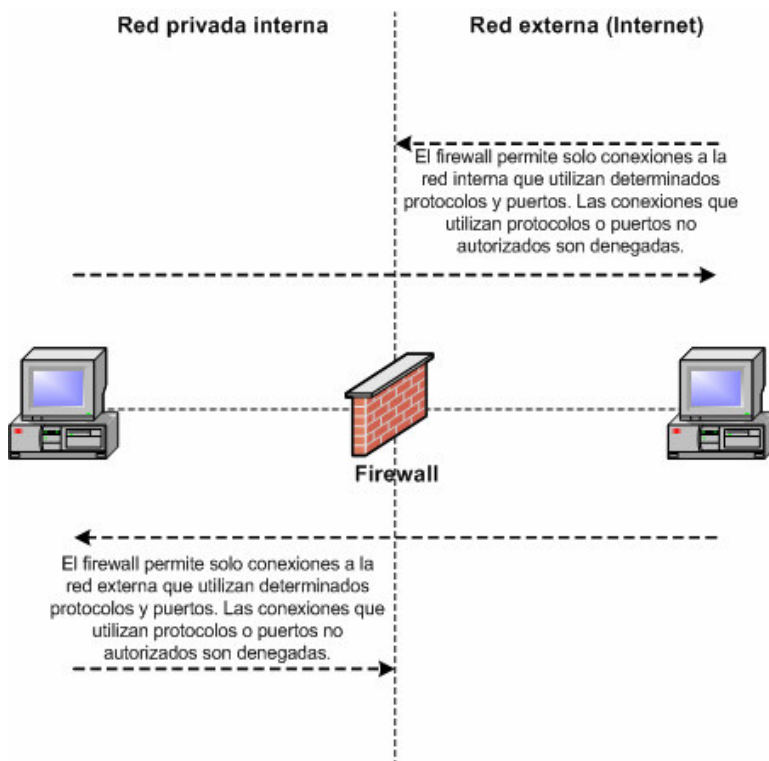 Red privada interna
Red externa (Internet)
El firewall permite solo conexiones a la
red interna que utilizan determinados
protocolos y puertos. Las conexiones que
utilizan protocolos o puertos no
autorizados son denegadas.
Firewall
El firewall permite solo conexiones a la
red externa que utilizan determinados
protocolos y puertos. Las conexiones que
utilizan protocolos o puertos no
autorizados son denegadas.